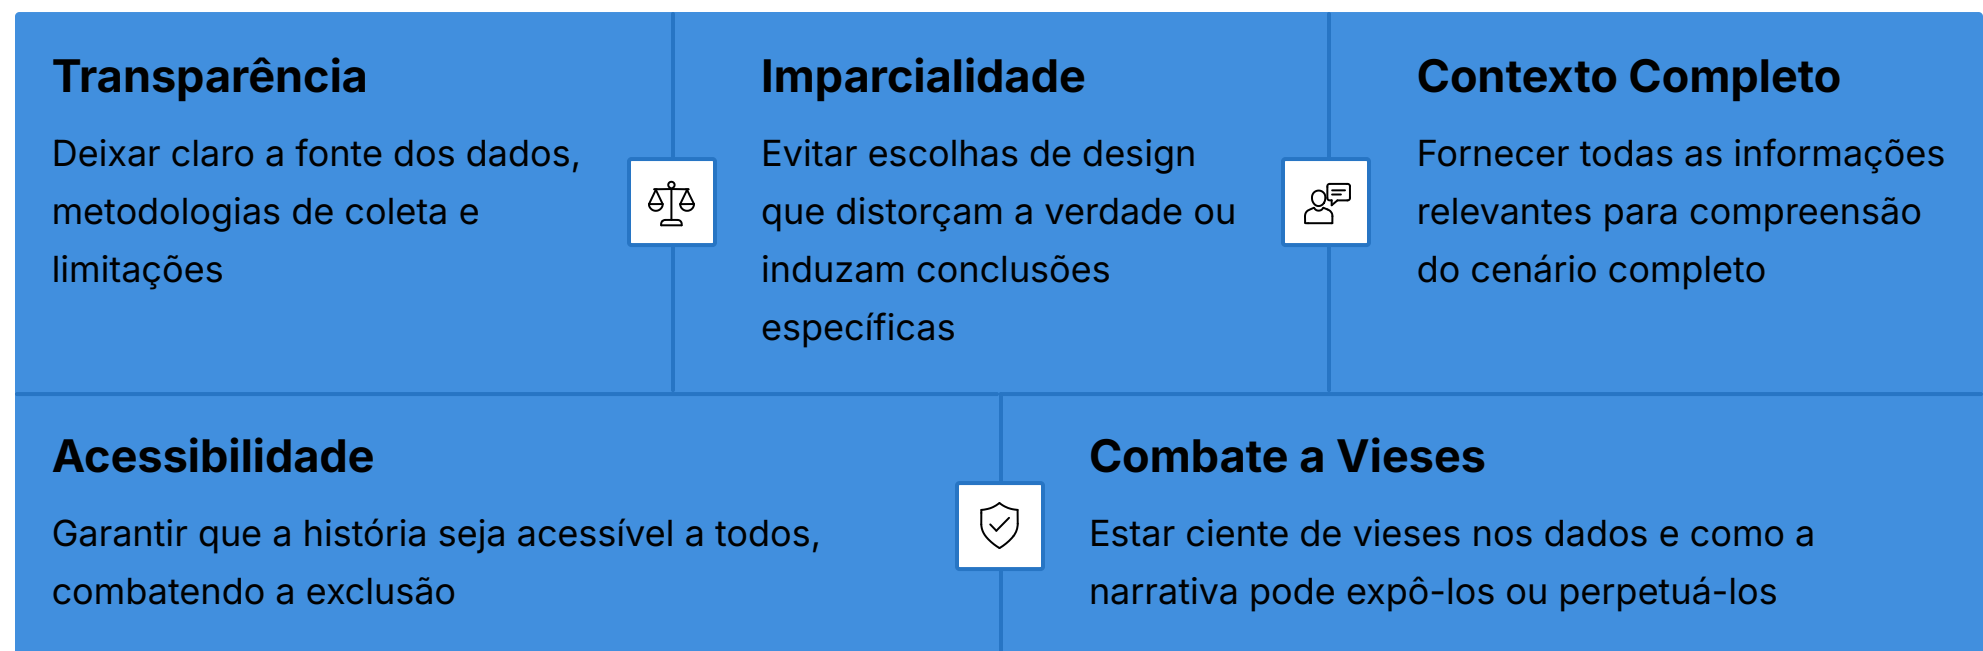 Transparência
Deixar claro a fonte dos dados,
metodologias de coleta e
limitações
Imparcialidade
Evitar escolhas de design
que distorçam a verdade ou
induzam conclusões
específicas
Contexto Completo
Fornecer todas as informações
relevantes para compreensão
do cenário completo
Acessibilidade
Garantir que a história seja acessível a todos,
combatendo a exclusão
Combate a Vieses
Estar ciente de vieses nos dados e como a
narrativa pode expô-los ou perpetuá-los